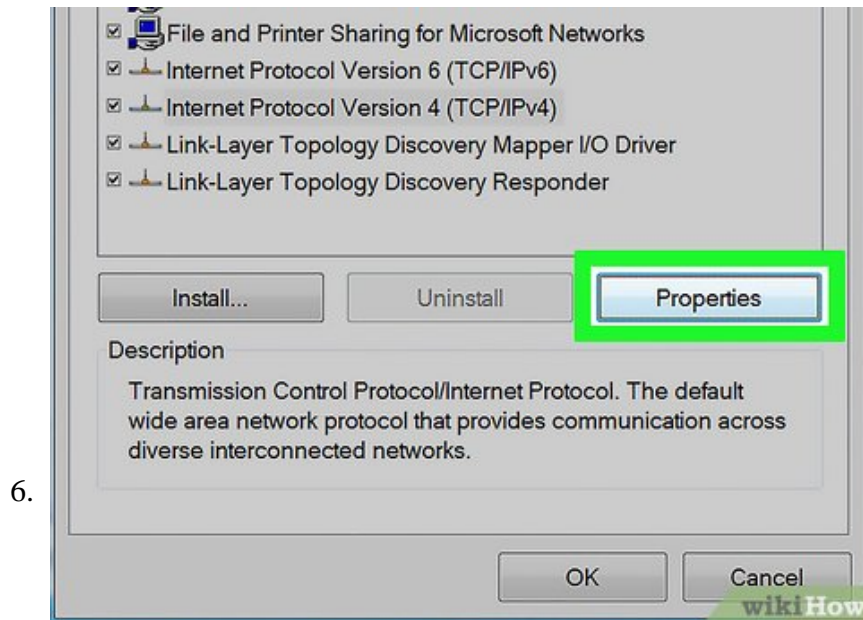 File and Printer Sharing for Microsoft Networks
Internet Protocol Version 6 (TCP/IPv6)
Internet Protocol Version 4 (TCP/IPv4)
Link-Layer Topology Discovery Mapper I/O Driver
Link-Layer Topology Discovery Responder
Install...
Uninstall
Properties
Description
Transmission Control Protocol/Internet Protocol. The default
wide area network protocol that provides communication across
diverse interconnected networks.
6.
OK
Cancel
wikiHow